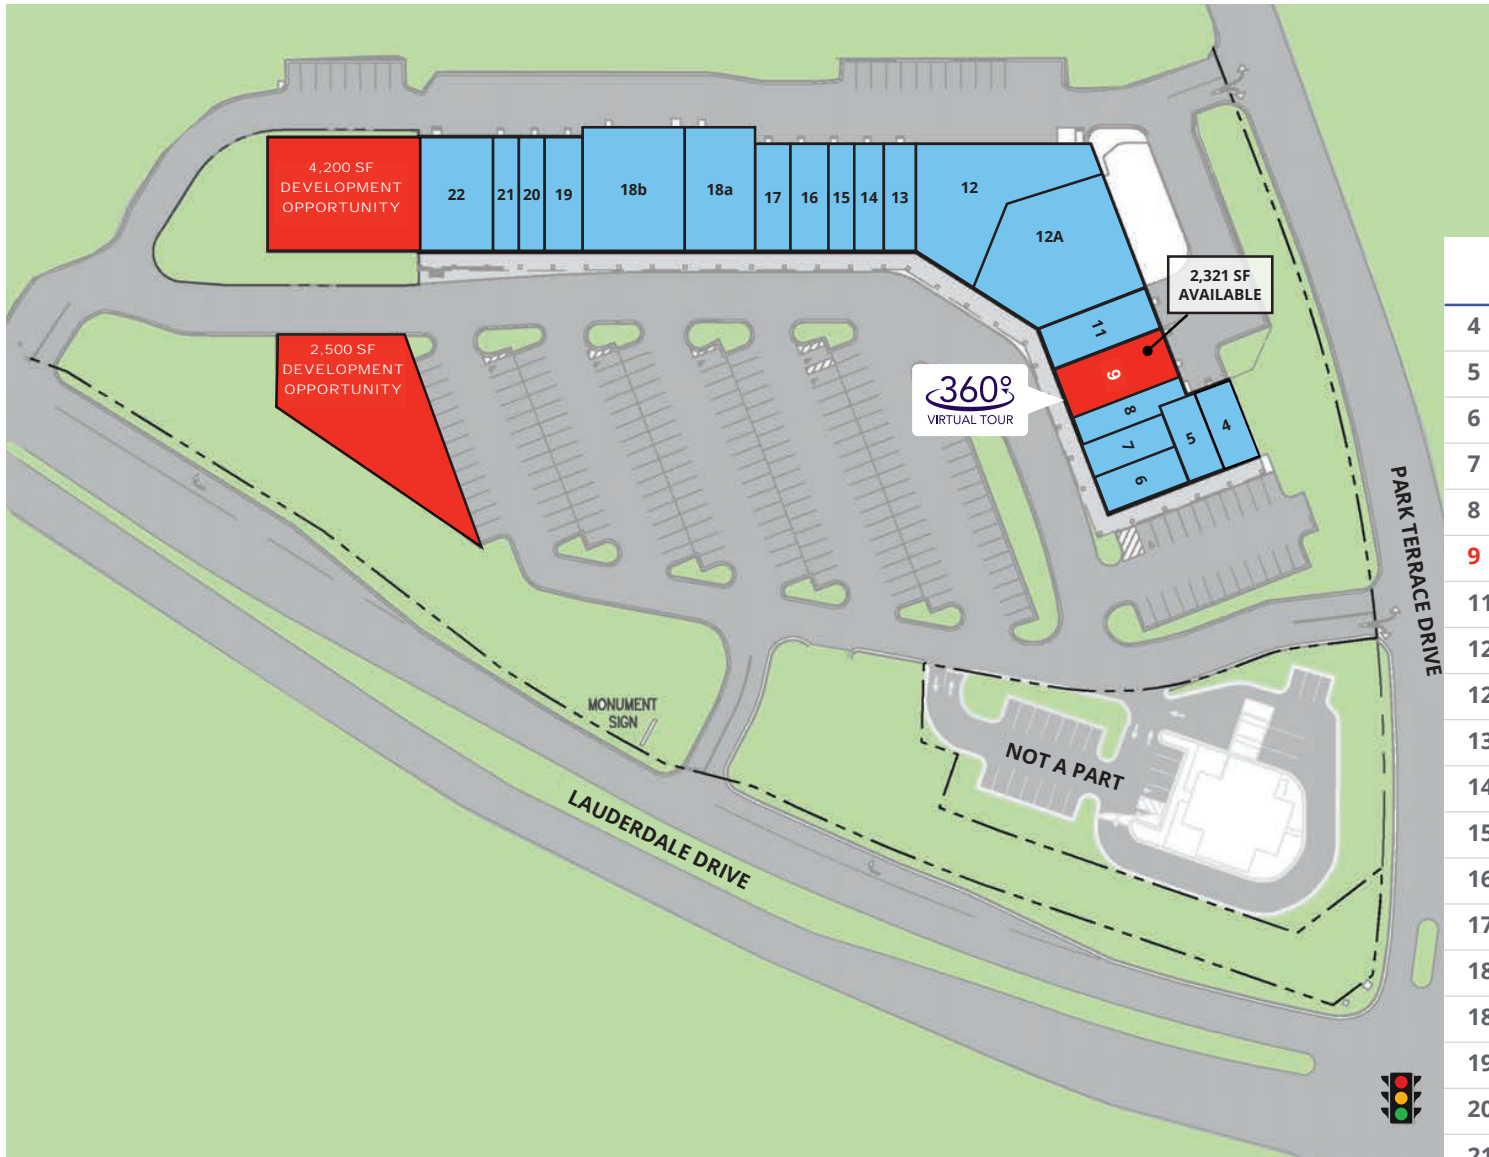 4,200 SF
DEVELOPMENT
OPPORTUNITY
22
21
20
19
18b
18a
17
16
15
14
13
12
12A
11
9
8
7
6
5
4
2,321 SF
AVAILABLE
2,500 SF
DEVELOPMENT
OPPORTUNITY
360°
VIRTUAL TOUR
PARK TERRACE DRIVE
MONUMENT
SIGN
NOT A PART
LAUDERDALE DRIVE
4
5
6
7
8
9
11
12
12
13
14
15
16
17
18
18
19
20
21